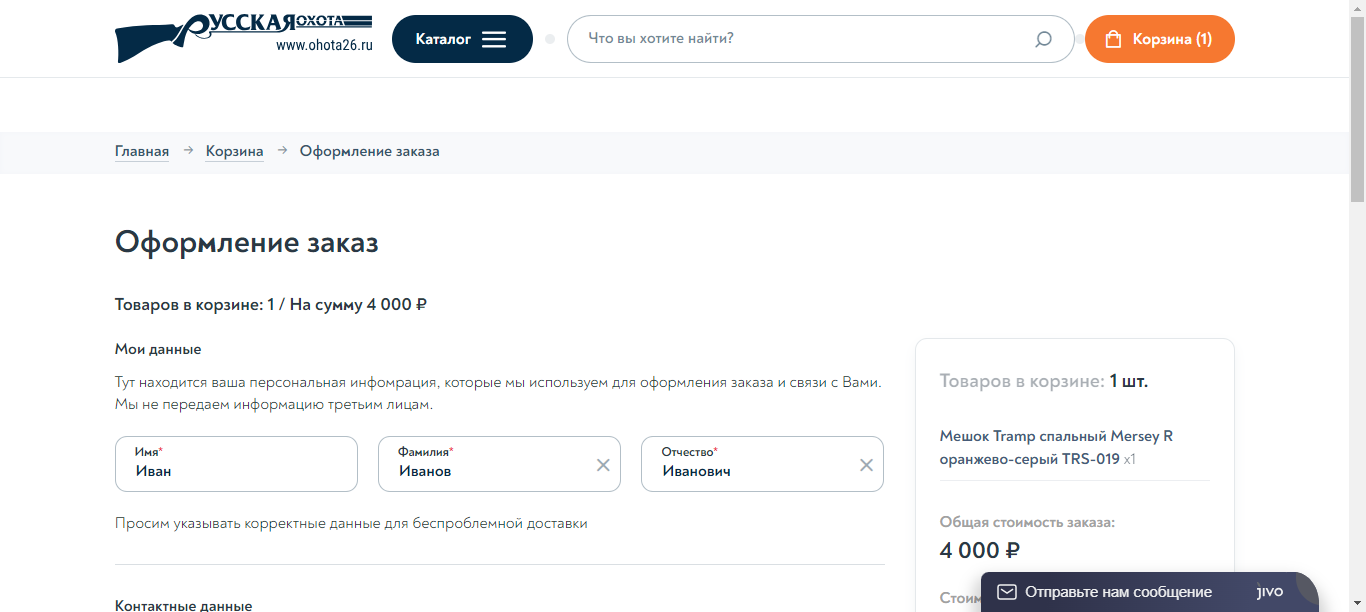 РУССКАЯ ОХОТА
www.ohota26.ru
Каталог
Что вы хотите найти?
Корзина (1)
Главная → Корзина → Оформление заказа
Оформление заказ
Товаров в корзине: 1 / На сумму 4 000 ₽
Мои данные
Тут находится ваша персональная инфомрация, которые мы используем для оформления заказа и связи с Вами.
Мы не передаем информацию третьим лицам.
Имя*
Иван
Фамилия*
Иванов
Отчество*
Иванович
Просим указывать корректные данные для беспроблемной доставки
Контактные данные
Товаров в корзине: 1 шт.
Мешок Tramp спальный Mersey R
оранжево-серый TRS-019 x1
Общая стоимость заказа:
4 000 ₽
Отправьте нам сообщение
jivo